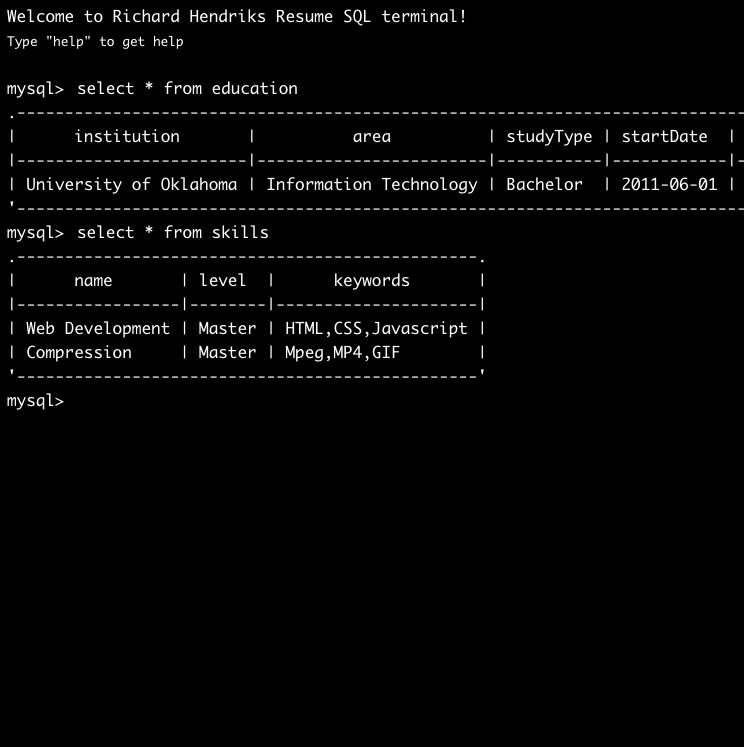 Welcome to Richard Hendriks Resume SQL terminal!
Type "help" to get help
mysql> select * from education
.----------------------------------------------------------------------------
|      institution       |          area          | studyType | startDate  |
|------------------------|------------------------|-----------|------------|-
| University of Oklahoma | Information Technology | Bachelor  | 2011-06-01 |
'----------------------------------------------------------------------------
mysql> select * from skills
.------------------------------------------------.
|      name       | level  |      keywords       |
|-----------------|--------|---------------------|
| Web Development | Master | HTML,CSS,Javascript |
| Compression     | Master | Mpeg,MP4,GIF        |
'------------------------------------------------'
mysql>